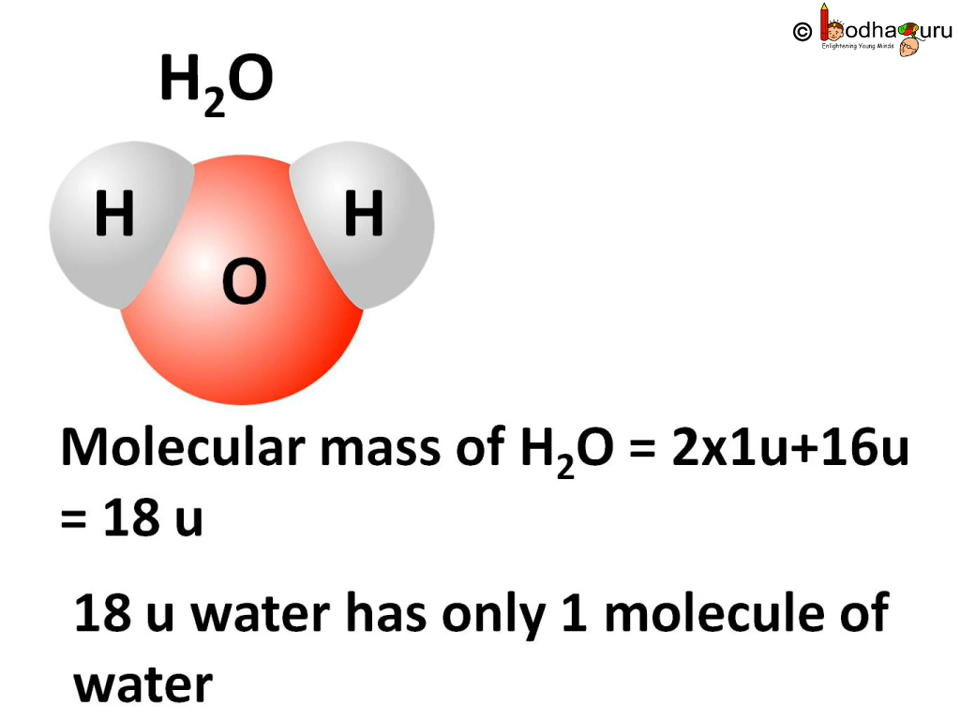 © BodhaGuru
Enlightening Young Minds
H₂O
H H
O
Molecular mass of H₂O = 2x1u+16u
= 18 u
18 u water has only 1 molecule of
water